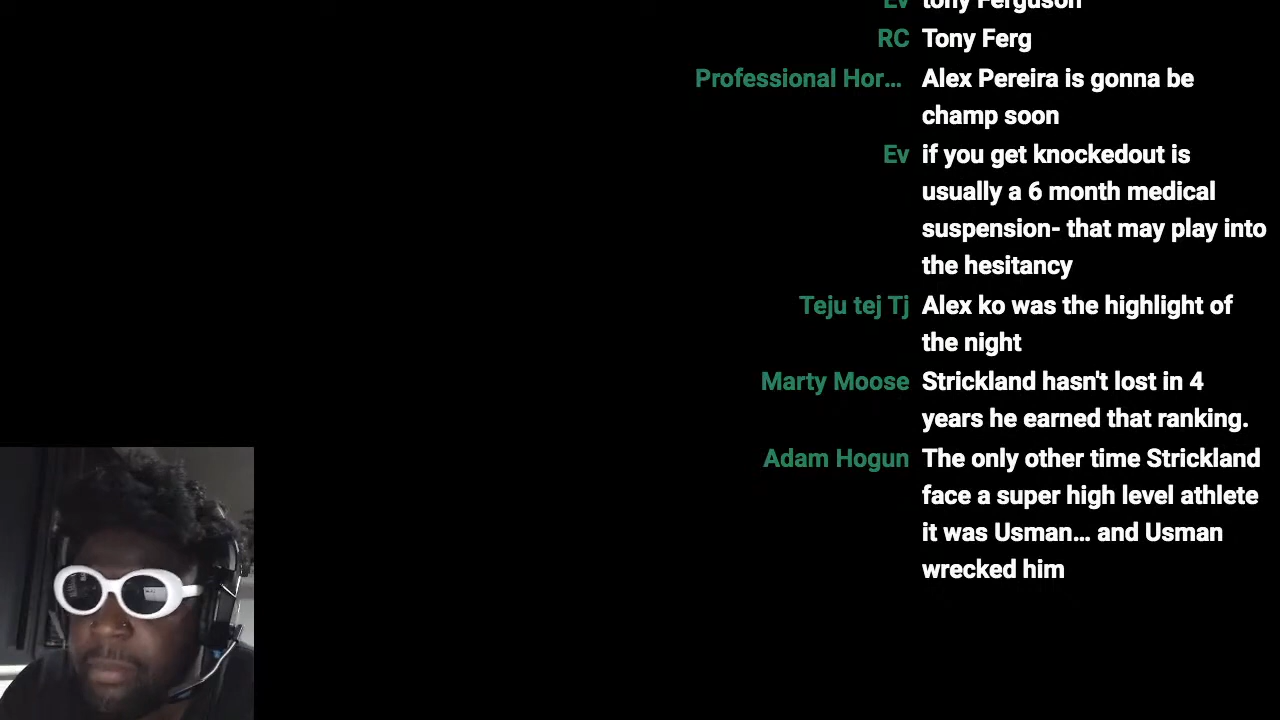 Ev tony Ferguson
RC Tony Ferg
Professional Hor... Alex Pereira is gonna be
champ soon
Ev if you get knockedout is
usually a 6 month medical
suspension- that may play into
the hesitancy
Teju tej Tj Alex ko was the highlight of
the night
Marty Moose Strickland hasn't lost in 4
years he earned that ranking.
Adam Hogun The only other time Strickland
face a super high level athlete
it was Usman... and Usman
wrecked him